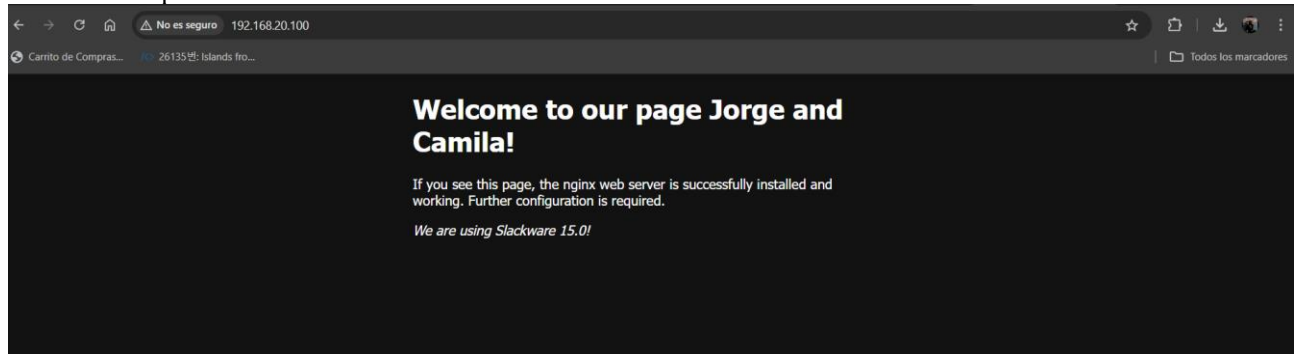 No es seguro 192.168.20.100
Carrito de Compras... 26135번: Islands fro... Todos los marcadores
Welcome to our page Jorge and
Camila!
If you see this page, the nginx web server is successfully installed and
working. Further configuration is required.
We are using Slackware 15.0!